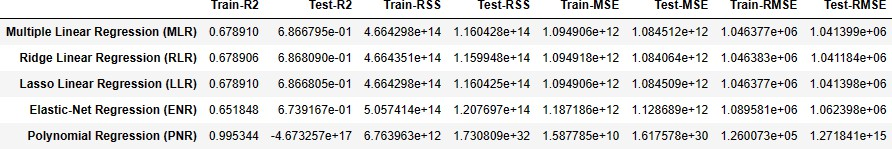 Train-R2 Test-R2 Train-RSS Test-RSS Train-MSE Test-MSE Train-RMSE Test-RMSE
Multiple Linear Regression (MLR) 0.678910 6.866795e-01 4.664298e+14 1.160428e+14 1.094906e+12 1.084512e+12 1.046377e+06 1.041399e+06
Ridge Linear Regression (RLR) 0.678906 6.868090e-01 4.664351e+14 1.159948e+14 1.094918e+12 1.084064e+12 1.046383e+06 1.041184e+06
Lasso Linear Regression (LLR) 0.678910 6.866805e-01 4.664298e+14 1.160425e+14 1.094906e+12 1.084509e+12 1.046377e+06 1.041398e+06
Elastic-Net Regression (ENR) 0.651848 6.739167e-01 5.057414e+14 1.207697e+14 1.187186e+12 1.128689e+12 1.089581e+06 1.062398e+06
Polynomial Regression (PNR) 0.995344 -4.673257e+17 6.763963e+12 1.730809e+32 1.587785e+10 1.617578e+30 1.260073e+05 1.271841e+15